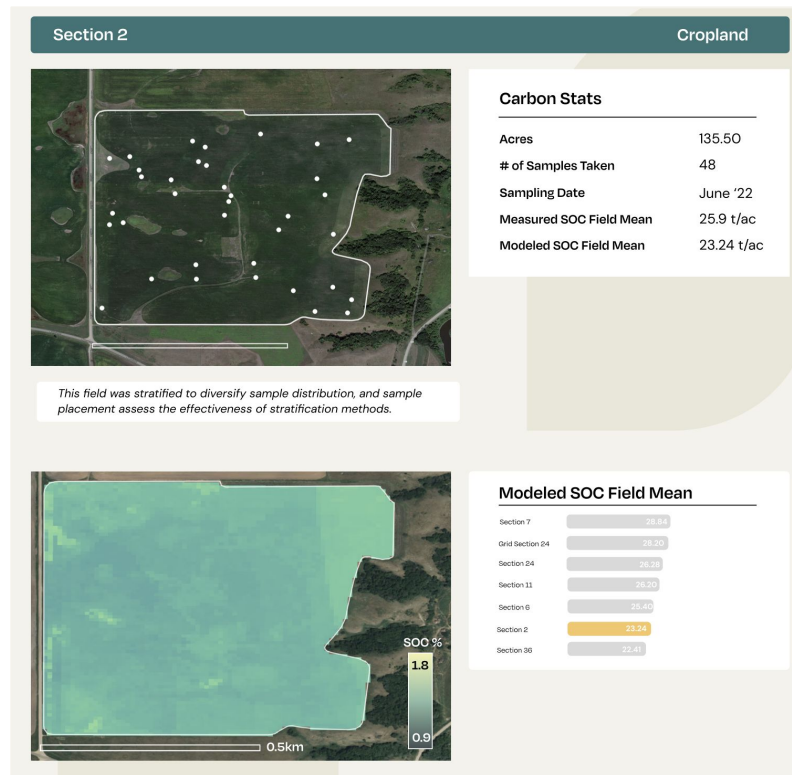 Section 2
Cropland
Carbon Stats
Acres 135.50
# of Samples Taken 48
Sampling Date June ‘22
Measured SOC Field Mean 25.9 t/ac
Modeled SOC Field Mean 23.24 t/ac
This field was stratified to diversify sample distribution, and sample
placement assess the effectiveness of stratification methods.
SOC %
1.8
0.9
0.5km
Modeled SOC Field Mean
Section 7 28.84
Grid Section 24 28.20
Section 24 26.28
Section 11 26.20
Section 6 25.40
Section 2 23.24
Section 36 22.41